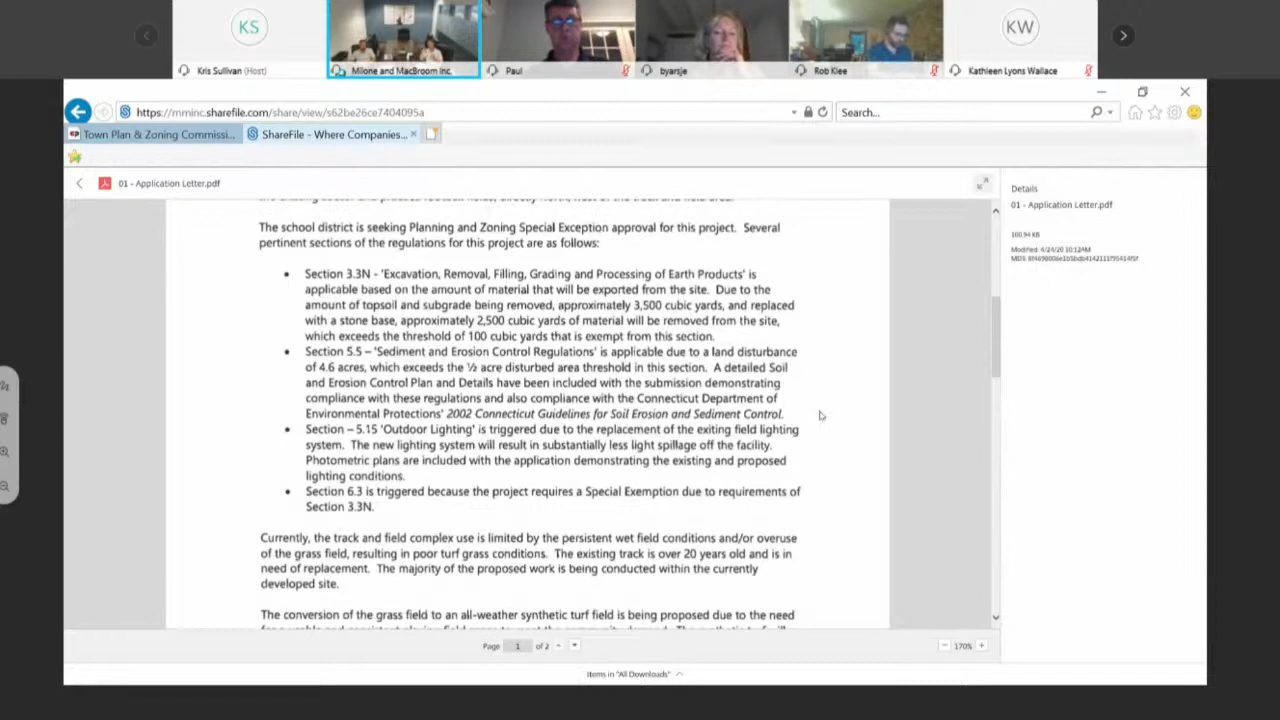 KS
KW
Kris Sullivan (Host)
Milone and MacBroom Inc.
Paul
byarsje
Rob Klee
Kathleen Lyons Wallace
https://mminc.sharefile.com/share/view/s62be26ce7404095a
Search...
Town Plan & Zoning Commissi...
ShareFile - Where Companies...
01 - Application Letter.pdf
Details
01 - Application Letter.pdf
100.94 KB
Modified: 4/24/20 10:12AM
The school district is seeking Planning and Zoning Special Exception approval for this project. Several
pertinent sections of the regulations for this project are as follows:
• Section 3.3N - 'Excavation, Removal, Filling, Grading and Processing of Earth Products' is
applicable based on the amount of material that will be exported from the site. Due to the
amount of topsoil and subgrade being removed, approximately 3,500 cubic yards, and replaced
with a stone base, approximately 2,500 cubic yards of material will be removed from the site,
which exceeds the threshold of 100 cubic yards that is exempt from this section.
• Section 5.5 – 'Sediment and Erosion Control Regulations' is applicable due to a land disturbance
of 4.6 acres, which exceeds the ½ acre disturbed area threshold in this section. A detailed Soil
and Erosion Control Plan and Details have been included with the submission demonstrating
compliance with these regulations and also compliance with the Connecticut Department of
Environmental Protections' 2002 Connecticut Guidelines for Soil Erosion and Sediment Control.
• Section – 5.15 'Outdoor Lighting' is triggered due to the replacement of the exiting field lighting
system. The new lighting system will result in substantially less light spillage off the facility.
Photometric plans are included with the application demonstrating the existing and proposed
lighting conditions.
• Section 6.3 is triggered because the project requires a Special Exemption due to requirements of
Section 3.3N.
Currently, the track and field complex use is limited by the persistent wet field conditions and/or overuse
of the grass field, resulting in poor turf grass conditions. The existing track is over 20 years old and is in
need of replacement. The majority of the proposed work is being conducted within the currently
developed site.
The conversion of the grass field to an all-weather synthetic turf field is being proposed due to the need
Page 1 of 2
170%
Items in "All Downloads"